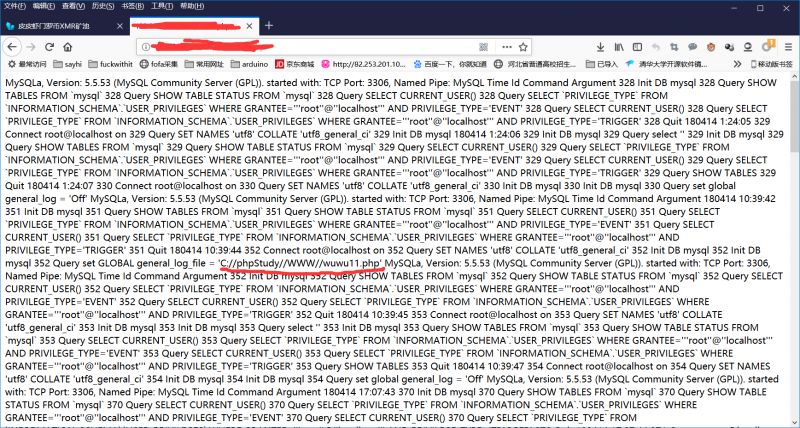 文件(F) 编辑(E) 查看(V) 历史(S) 书签(B) 工具(T) 帮助(H)
皮皮虾门罗币XMR矿池
sayhi fuckwithit fofa采集 常用网址 arduino 京东商城 http://82.253.201.10... 百度一下，你就知道 河北省普通高校招生... 清华大学开源软件镜... 移动版书签
MySQLa, Version: 5.5.53 (MySQL Community Server (GPL)). started with: TCP Port: 3306, Named Pipe: MySQL Time Id Command Argument 328 Init DB mysql 328 Query SHOW
TABLES FROM `mysql` 328 Query SHOW TABLE STATUS FROM `mysql` 328 Query SELECT CURRENT_USER() 328 Query SELECT `PRIVILEGE_TYPE` FROM
`INFORMATION_SCHEMA`.`USER_PRIVILEGES` WHERE GRANTEE='''root''@''localhost''' AND PRIVILEGE_TYPE='EVENT' 328 Query SELECT CURRENT_USER() 328 Query SELECT
`PRIVILEGE_TYPE` FROM `INFORMATION_SCHEMA`.`USER_PRIVILEGES` WHERE GRANTEE='''root''@''localhost''' AND PRIVILEGE_TYPE='TRIGGER' 328 Quit 180414 1:24:05 329
Connect root@localhost on 329 Query SET NAMES 'utf8' COLLATE 'utf8_general_ci' 329 Init DB mysql 180414 1:24:06 329 Init DB mysql 329 Query select '' 329 Init DB mysql 329
Query SHOW TABLES FROM `mysql` 329 Query SHOW TABLE STATUS FROM `mysql` 329 Query SELECT CURRENT_USER() 329 Query SELECT `PRIVILEGE_TYPE` FROM
`INFORMATION_SCHEMA`.`USER_PRIVILEGES` WHERE GRANTEE='''root''@''localhost''' AND PRIVILEGE_TYPE='EVENT' 329 Query SELECT CURRENT_USER() 329 Query SELECT
`PRIVILEGE_TYPE` FROM `INFORMATION_SCHEMA`.`USER_PRIVILEGES` WHERE GRANTEE='''root''@''localhost''' AND PRIVILEGE_TYPE='TRIGGER' 329 Query SHOW TABLES 329
Quit 180414 1:24:07 330 Connect root@localhost on 330 Query SET NAMES 'utf8' COLLATE 'utf8_general_ci' 330 Init DB mysql 330 Init DB mysql 330 Query set global
general_log = 'Off' MySQLa, Version: 5.5.53 (MySQL Community Server (GPL)). started with: TCP Port: 3306, Named Pipe: MySQL Time Id Command Argument 180414 10:39:42
351 Init DB mysql 351 Query SHOW TABLES FROM `mysql` 351 Query SHOW TABLE STATUS FROM `mysql` 351 Query SELECT CURRENT_USER() 351 Query SELECT
`PRIVILEGE_TYPE` FROM `INFORMATION_SCHEMA`.`USER_PRIVILEGES` WHERE GRANTEE='''root''@''localhost''' AND PRIVILEGE_TYPE='EVENT' 351 Query SELECT
CURRENT_USER() 351 Query SELECT `PRIVILEGE_TYPE` FROM `INFORMATION_SCHEMA`.`USER_PRIVILEGES` WHERE GRANTEE='''root''@''localhost''' AND
PRIVILEGE_TYPE='TRIGGER' 351 Quit 180414 10:39:44 352 Connect root@localhost on 352 Query SET NAMES 'utf8' COLLATE 'utf8_general_ci' 352 Init DB mysql 352 Init DB
mysql 352 Query set GLOBAL general_log_file = 'C://phpStudy//WWW//wuwu11.php' MySQLa, Version: 5.5.53 (MySQL Community Server (GPL)). started with: TCP Port: 3306,
Named Pipe: MySQL Time Id Command Argument 352 Init DB mysql 352 Query SHOW TABLES FROM `mysql` 352 Query SHOW TABLE STATUS FROM `mysql` 352 Query
SELECT CURRENT_USER() 352 Query SELECT `PRIVILEGE_TYPE` FROM `INFORMATION_SCHEMA`.`USER_PRIVILEGES` WHERE GRANTEE='''root''@''localhost''' AND
PRIVILEGE_TYPE='EVENT' 352 Query SELECT CURRENT_USER() 352 Query SELECT `PRIVILEGE_TYPE` FROM `INFORMATION_SCHEMA`.`USER_PRIVILEGES` WHERE
GRANTEE='''root''@''localhost''' AND PRIVILEGE_TYPE='TRIGGER' 352 Quit 180414 10:39:45 353 Connect root@localhost on 353 Query SET NAMES 'utf8' COLLATE
'utf8_general_ci' 353 Init DB mysql 353 Init DB mysql 353 Query select '' 353 Init DB mysql 353 Query SHOW TABLES FROM `mysql` 353 Query SHOW TABLE STATUS FROM
`mysql` 353 Query SELECT CURRENT_USER() 353 Query SELECT `PRIVILEGE_TYPE` FROM `INFORMATION_SCHEMA`.`USER_PRIVILEGES` WHERE GRANTEE='''root''@''localhost'''
AND PRIVILEGE_TYPE='EVENT' 353 Query SELECT CURRENT_USER() 353 Query SELECT `PRIVILEGE_TYPE` FROM `INFORMATION_SCHEMA`.`USER_PRIVILEGES` WHERE
GRANTEE='''root''@''localhost''' AND PRIVILEGE_TYPE='TRIGGER' 353 Query SHOW TABLES 353 Quit 180414 10:39:47 354 Connect root@localhost on 354 Query SET NAMES
'utf8' COLLATE 'utf8_general_ci' 354 Init DB mysql 354 Init DB mysql 354 Query set global general_log = 'Off' MySQLa, Version: 5.5.53 (MySQL Community Server (GPL)). started
with: TCP Port: 3306, Named Pipe: MySQL Time Id Command Argument 180414 17:07:43 370 Init DB mysql 370 Query SHOW TABLES FROM `mysql` 370 Query SHOW TABLE
STATUS FROM `mysql` 370 Query SELECT CURRENT_USER() 370 Query SELECT `PRIVILEGE_TYPE` FROM `INFORMATION_SCHEMA`.`USER_PRIVILEGES` WHERE
GRANTEE='''root''@''localhost''' AND PRIVILEGE_TYPE='EVENT' 370 Query SELECT CURRENT_USER() 370 Query SELECT `PRIVILEGE_TYPE` FROM